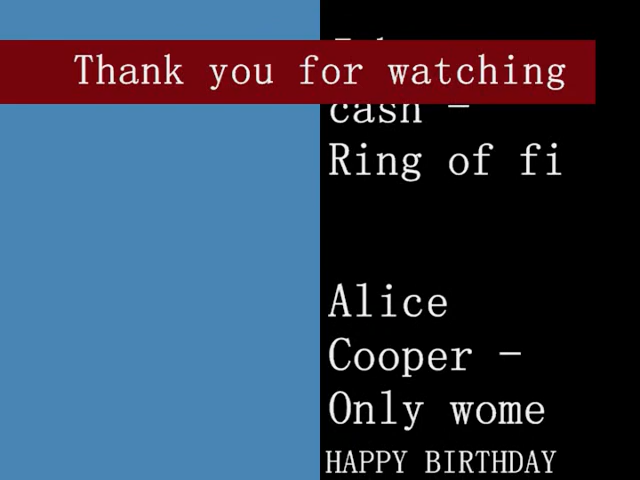 Thank you for watching
cash -
Ring of fi
Alice
Cooper -
Only wome
HAPPY BIRTHDAY